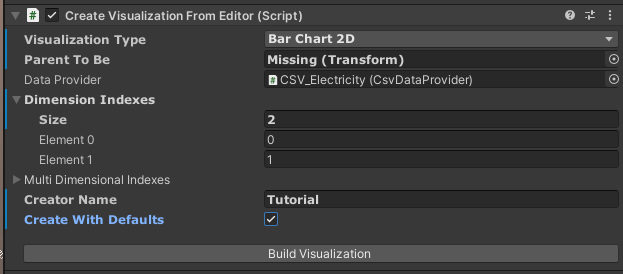 Create Visualization From Editor (Script)
Visualization Type Bar Chart 2D
Parent To Be Missing (Transform)
Data Provider CSV_Electricity (CsvDataProvider)
Dimension Indexes
Size 2
Element 0 0
Element 1 1
Multi Dimensional Indexes
Creator Name Tutorial
Create With Defaults
Build Visualization